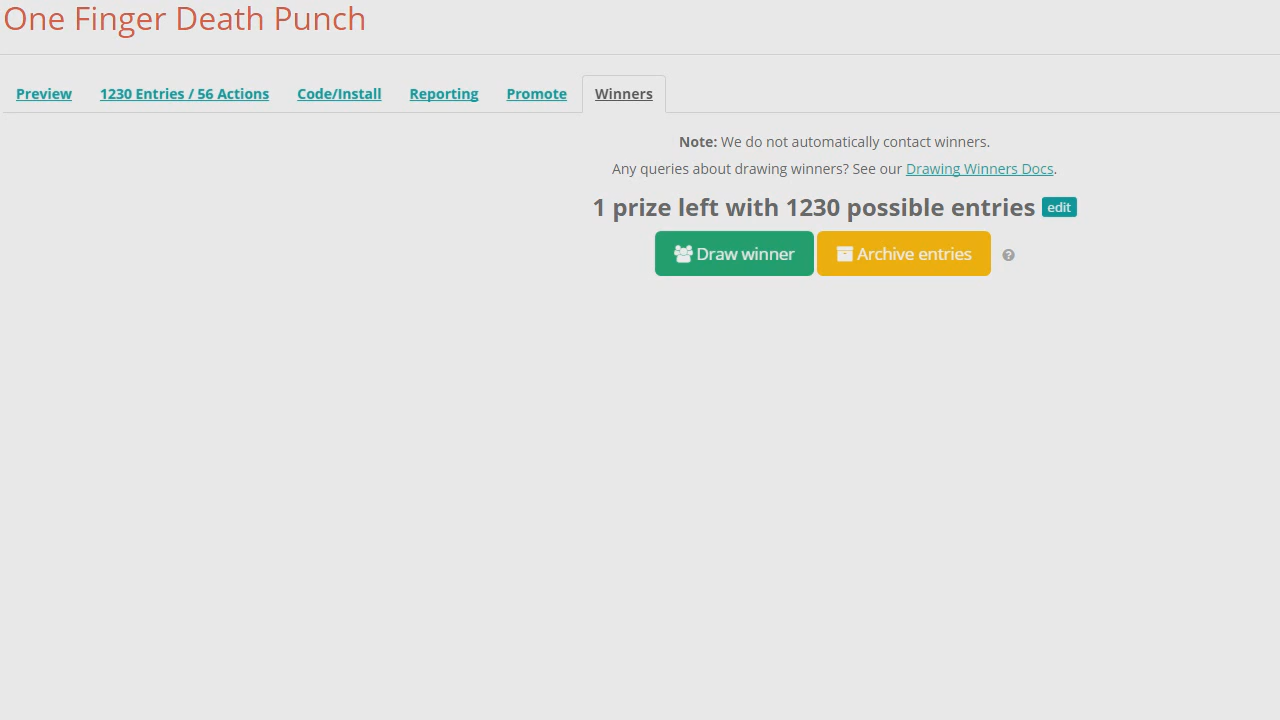 One Finger Death Punch
Preview 1230 Entries / 56 Actions Code/Install Reporting Promote Winners
Note: We do not automatically contact winners.
Any queries about drawing winners? See our Drawing Winners Docs.
1 prize left with 1230 possible entries edit
Draw winner Archive entries ?